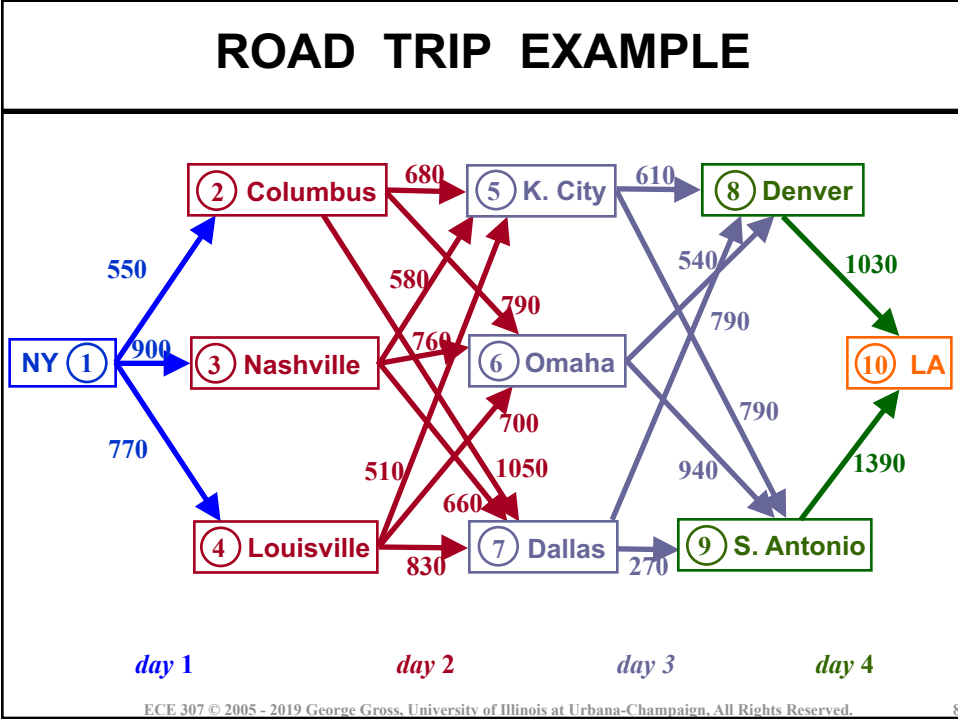 ROAD TRIP EXAMPLE
2 Columbus
680
5 K. City
610
8 Denver
550
580
790
540
1030
790
NY 1
900
3 Nashville
760
6 Omaha
10 LA
770
510
700
1050
660
790
940
1390
4 Louisville
830
7 Dallas
270
9 S. Antonio
day 1
day 2
day 3
day 4
ECE 307 © 2005 - 2019 George Gross, University of Illinois at Urbana-Champaign, All Rights Reserved.
8